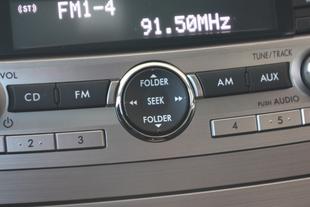 (ST) FM1-4
91.50MHz
VOL
TUNE/TRACK
CD FM
FOLDER
SEEK
FOLDER
AM AUX
PUSH AUDIO
2 3
4 5